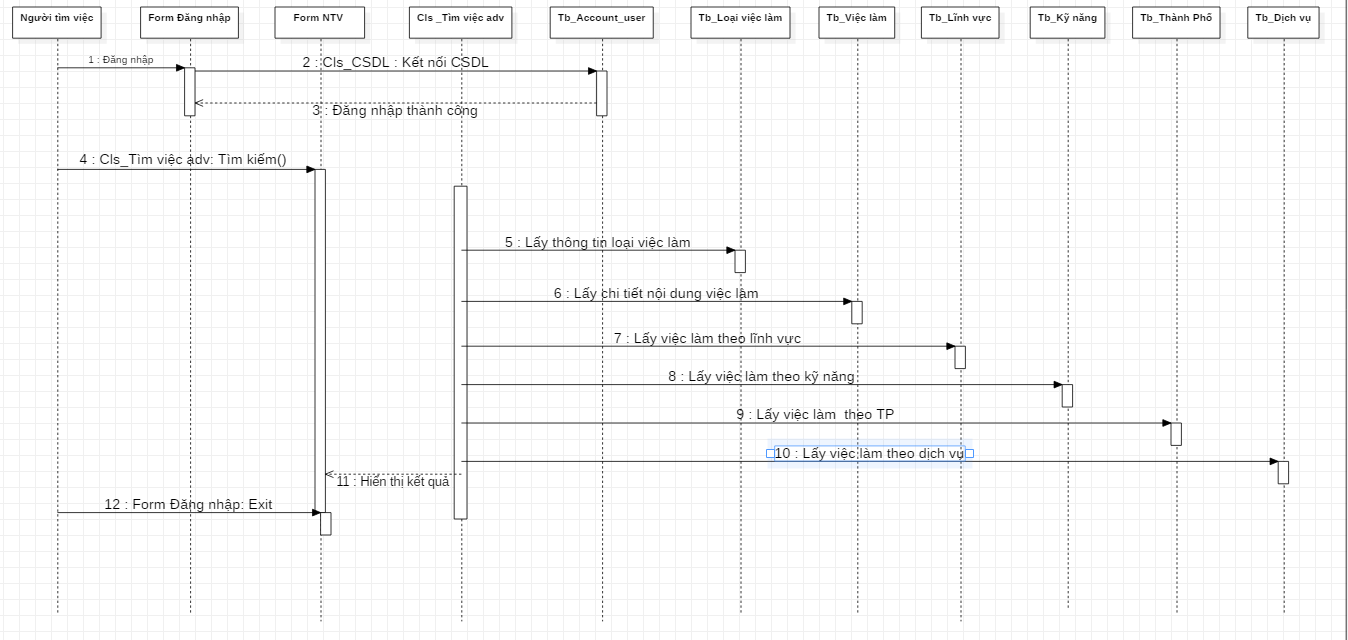 Người tìm việc
Form Đăng nhập
Form NTV
Cls _Tìm việc adv
Tb_Account_user
Tb_Loại việc làm
Tb_Việc làm
Tb_Lĩnh vực
Tb_Kỹ năng
Tb_Thành Phố
Tb_Dịch vụ
1 : Đăng nhập
2 : Cls_CSDL : Kết nối CSDL
3 : Đăng nhập thành công
4 : Cls_Tìm việc adv: Tìm kiếm()
5 : Lấy thông tin loại việc làm
6 : Lấy chi tiết nội dung việc làm
7 : Lấy việc làm theo lĩnh vực
8 : Lấy việc làm theo kỹ năng
9 : Lấy việc làm  theo TP
10 : Lấy việc làm theo dịch vụ
11 : Hiển thị kết quả
12 : Form Đăng nhập: Exit